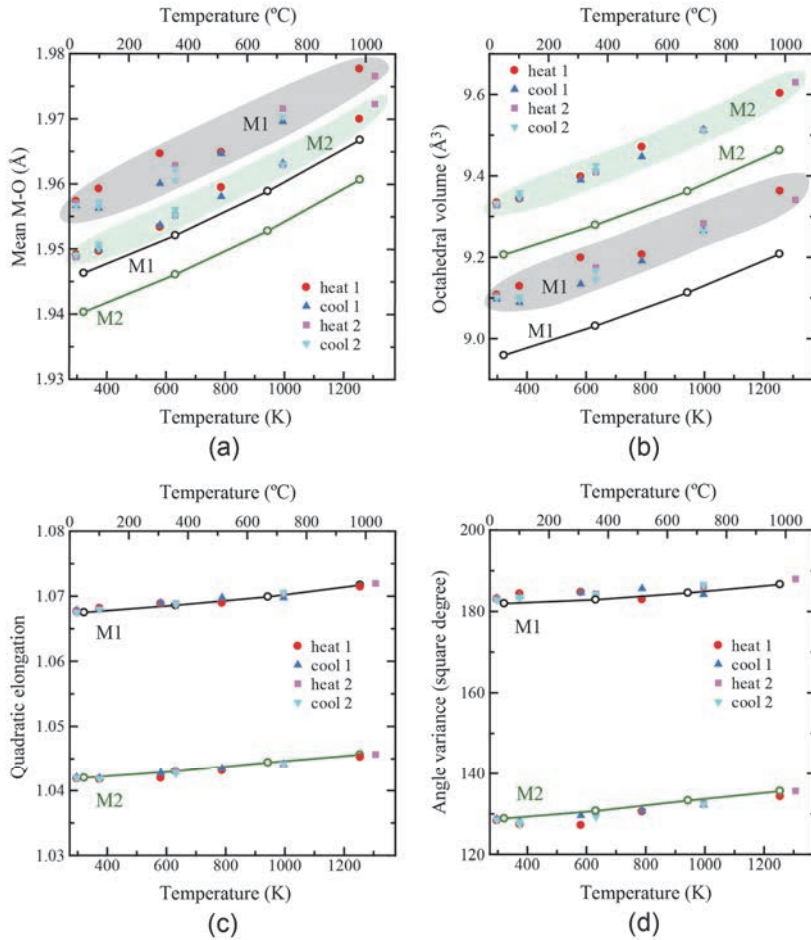 Temperature (ºC)
0 200 400 600 800 1000
1.98
1.97
1.96
1.95
1.94
1.93
Mean M-O (Å)
M1
M2
M1
M2
heat 1
cool 1
heat 2
cool 2
400 600 800 1000 1200
Temperature (K)
(a)
Temperature (ºC)
0 200 400 600 800 1000
9.6
9.4
9.2
9.0
Octahedral volume (Å³)
heat 1
cool 1
heat 2
cool 2
M2
M2
M1
M1
400 600 800 1000 1200
Temperature (K)
(b)
Temperature (ºC)
0 200 400 600 800 1000
1.08
1.07
1.06
1.04
1.03
Quadratic elongation
M1
heat 1
cool 1
heat 2
cool 2
M2
400 600 800 1000 1200
Temperature (K)
(c)
Temperature (ºC)
0 200 400 600 800 1000
200
190
180
170
140
130
120
Angle variance (square degree)
M1
heat 1
cool 1
heat 2
cool 2
M2
400 600 800 1000 1200
Temperature (K)
(d)